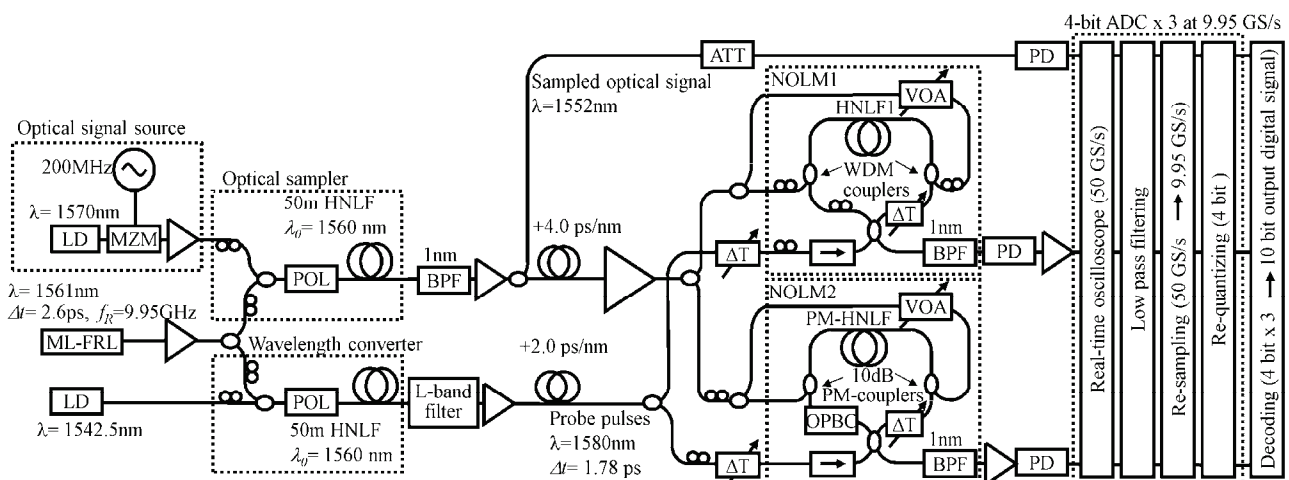 4-bit ADC x 3 at 9.95 GS/s
ATT
PD
Sampled optical signal
λ=1552nm
NOLM1
VOA
HNLF1
WDM
couplers
ΔT
1nm
BPF
PD
ΔT
Optical signal source
200MHz
λ= 1570nm
LD
MZM
Optical sampler
50m HNLF
λ0= 1560 nm
POL
1nm
BPF
+4.0 ps/nm
λ= 1561nm
Δt= 2.6ps, fR=9.95GHz
ML-FRL
Wavelength converter
LD
λ= 1542.5nm
POL
50m HNLF
λ0= 1560 nm
L-band
filter
+2.0 ps/nm
Probe pulses
λ=1580nm
Δt= 1.78 ps
NOLM2
VOA
PM-HNLF
10dB
PM-couplers
OPBC
ΔT
1nm
BPF
PD
ΔT
Real-time oscilloscope (50 GS/s)
Low pass filtering
Re-sampling (50 GS/s → 9.95 GS/s)
Re-quantizing (4 bit )
Decoding (4 bit x 3 → 10 bit output digital signal)